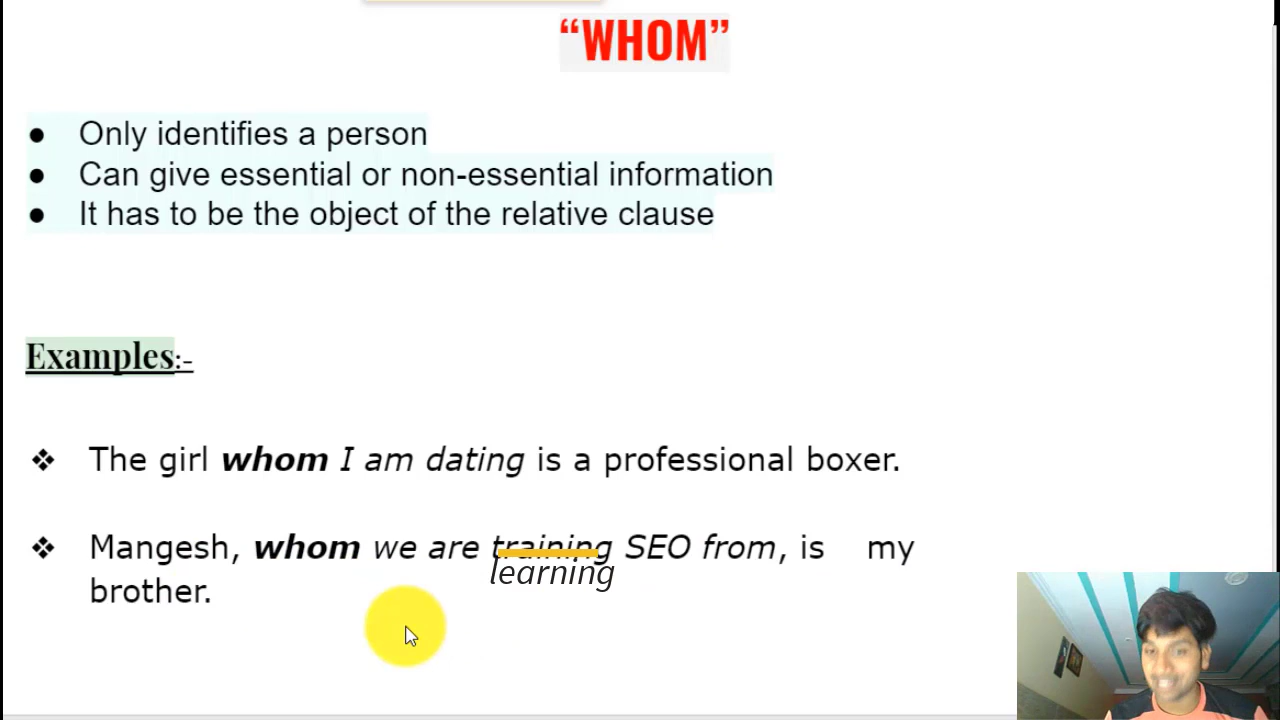 “WHOM”
● Only identifies a person
● Can give essential or non-essential information
● It has to be the object of the relative clause
Examples:-
❖ The girl whom I am dating is a professional boxer.
❖ Mangesh, whom we are training SEO from, is my
learning
brother.